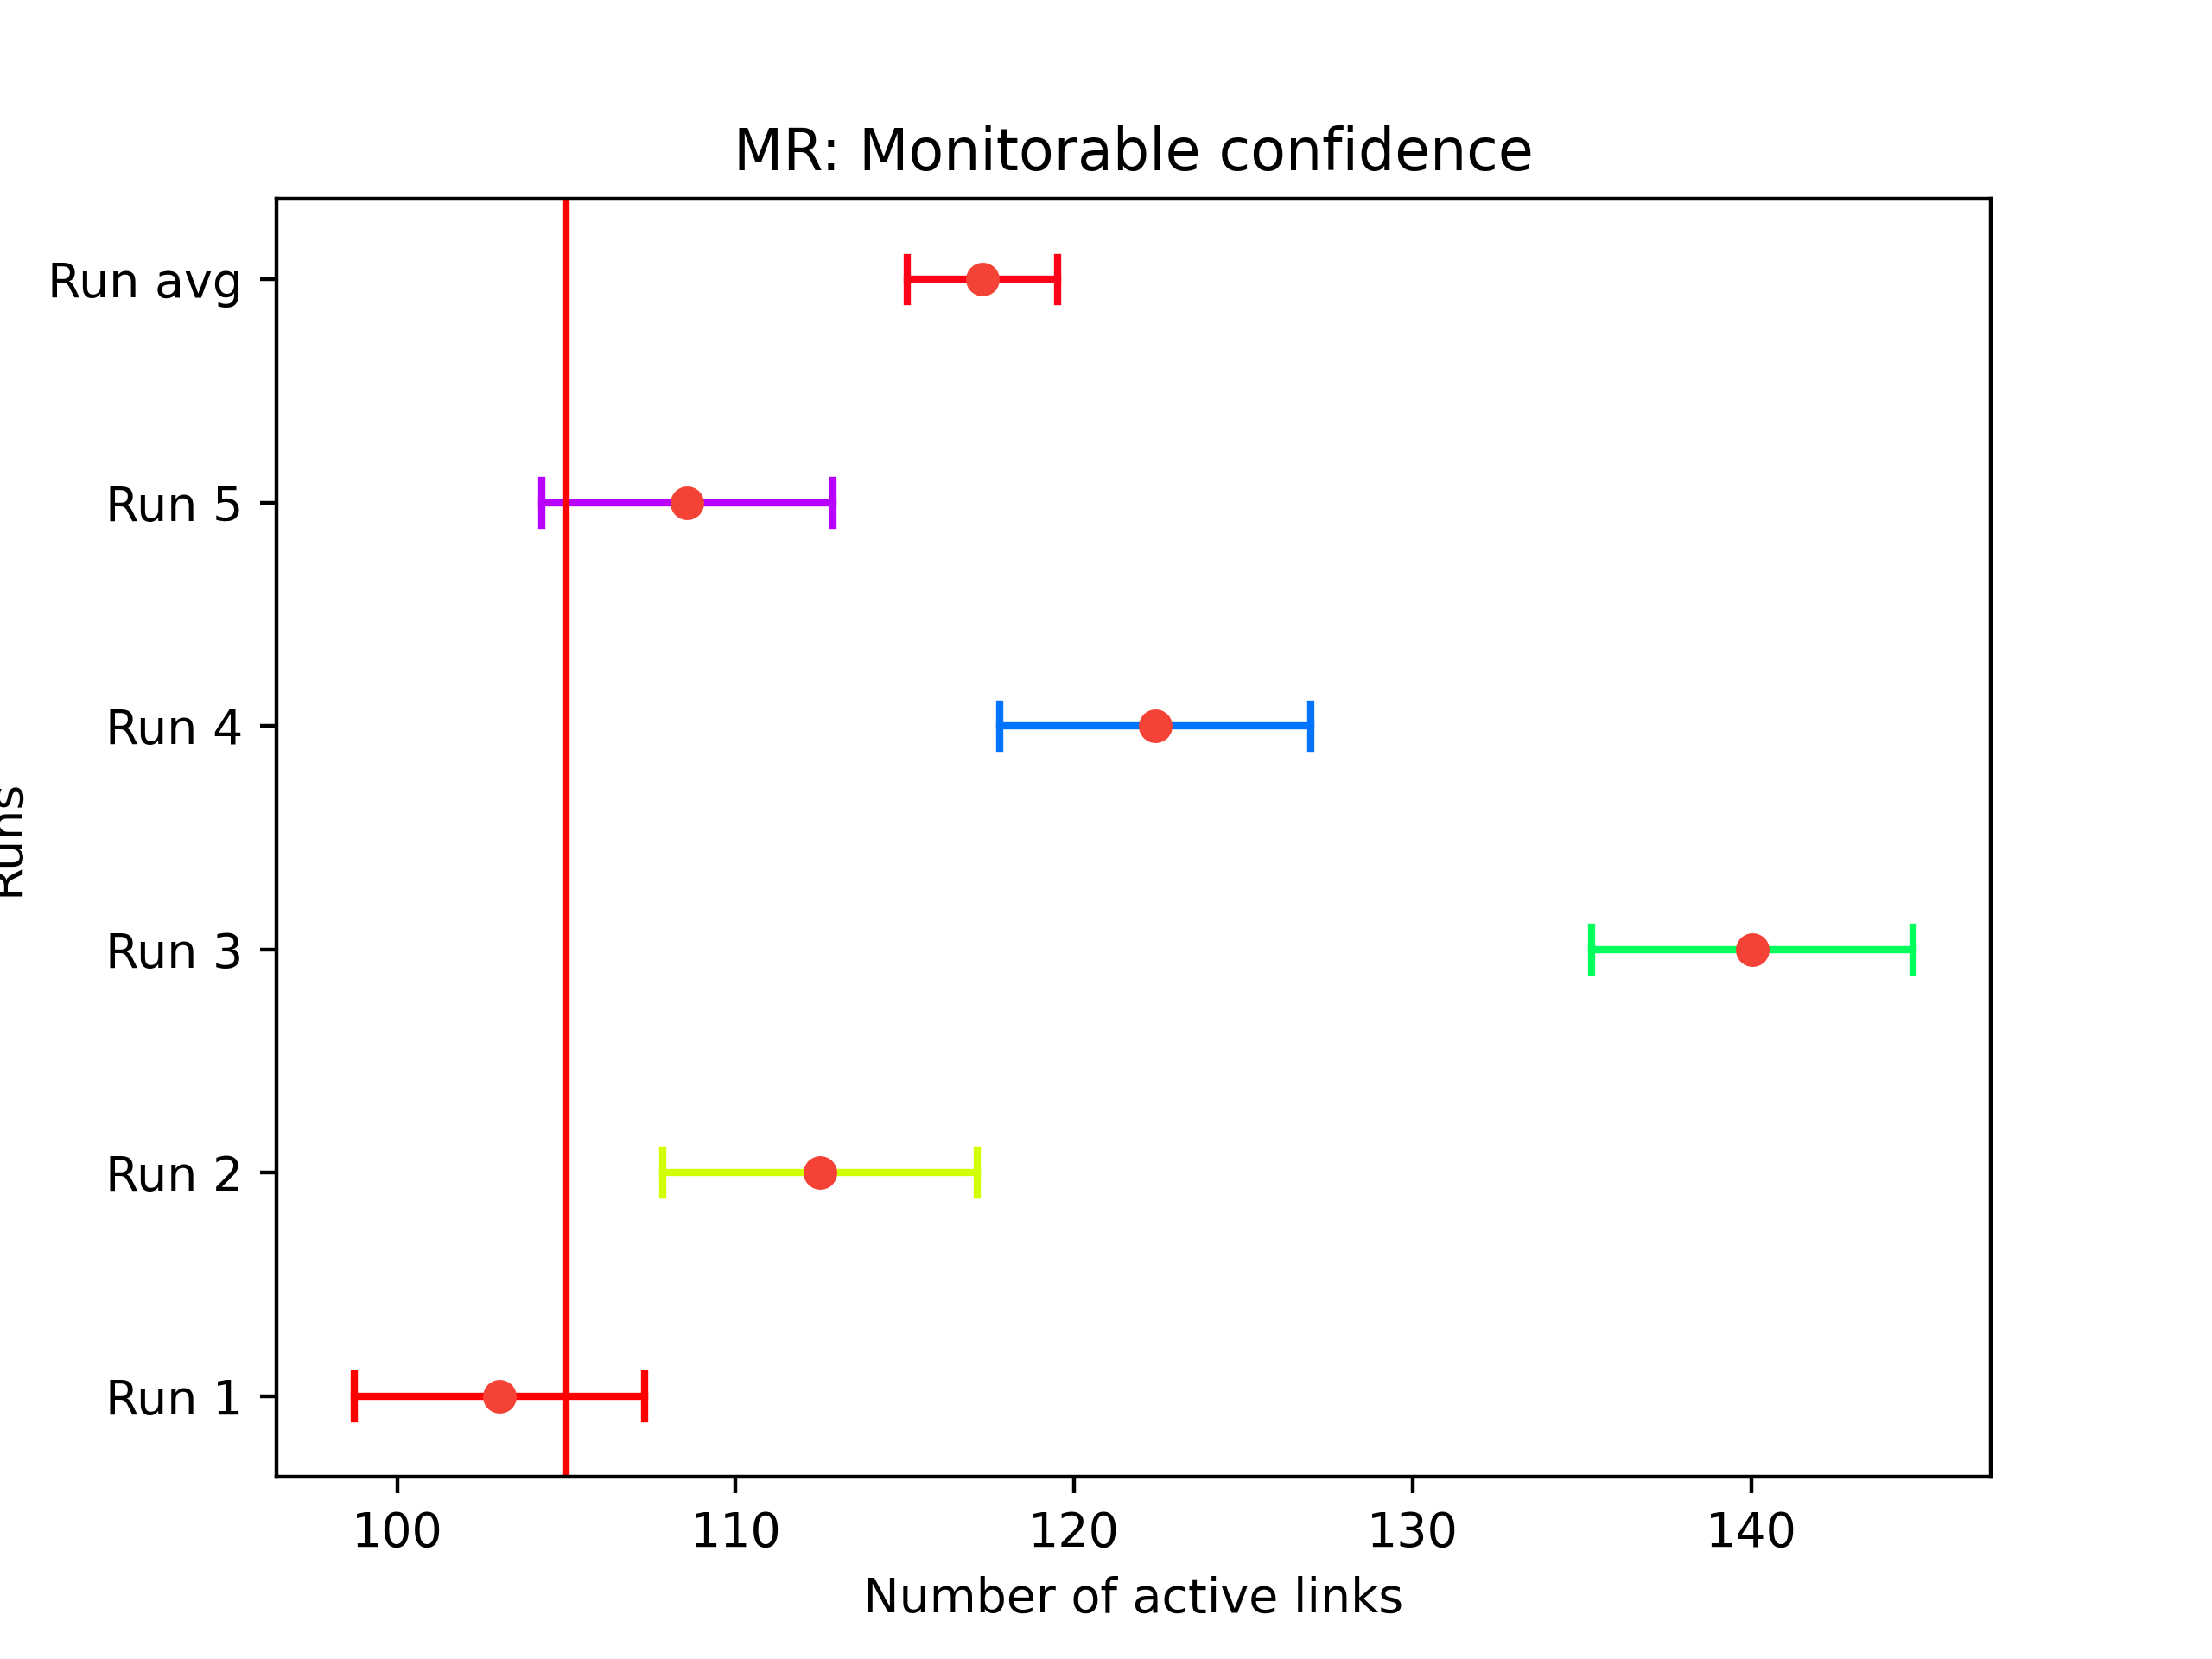 MR: Monitorable confidence
Run avg
Run 5
Run 4
Run 3
Run 2
Run 1
Runs
100 110 120 130 140
Number of active links